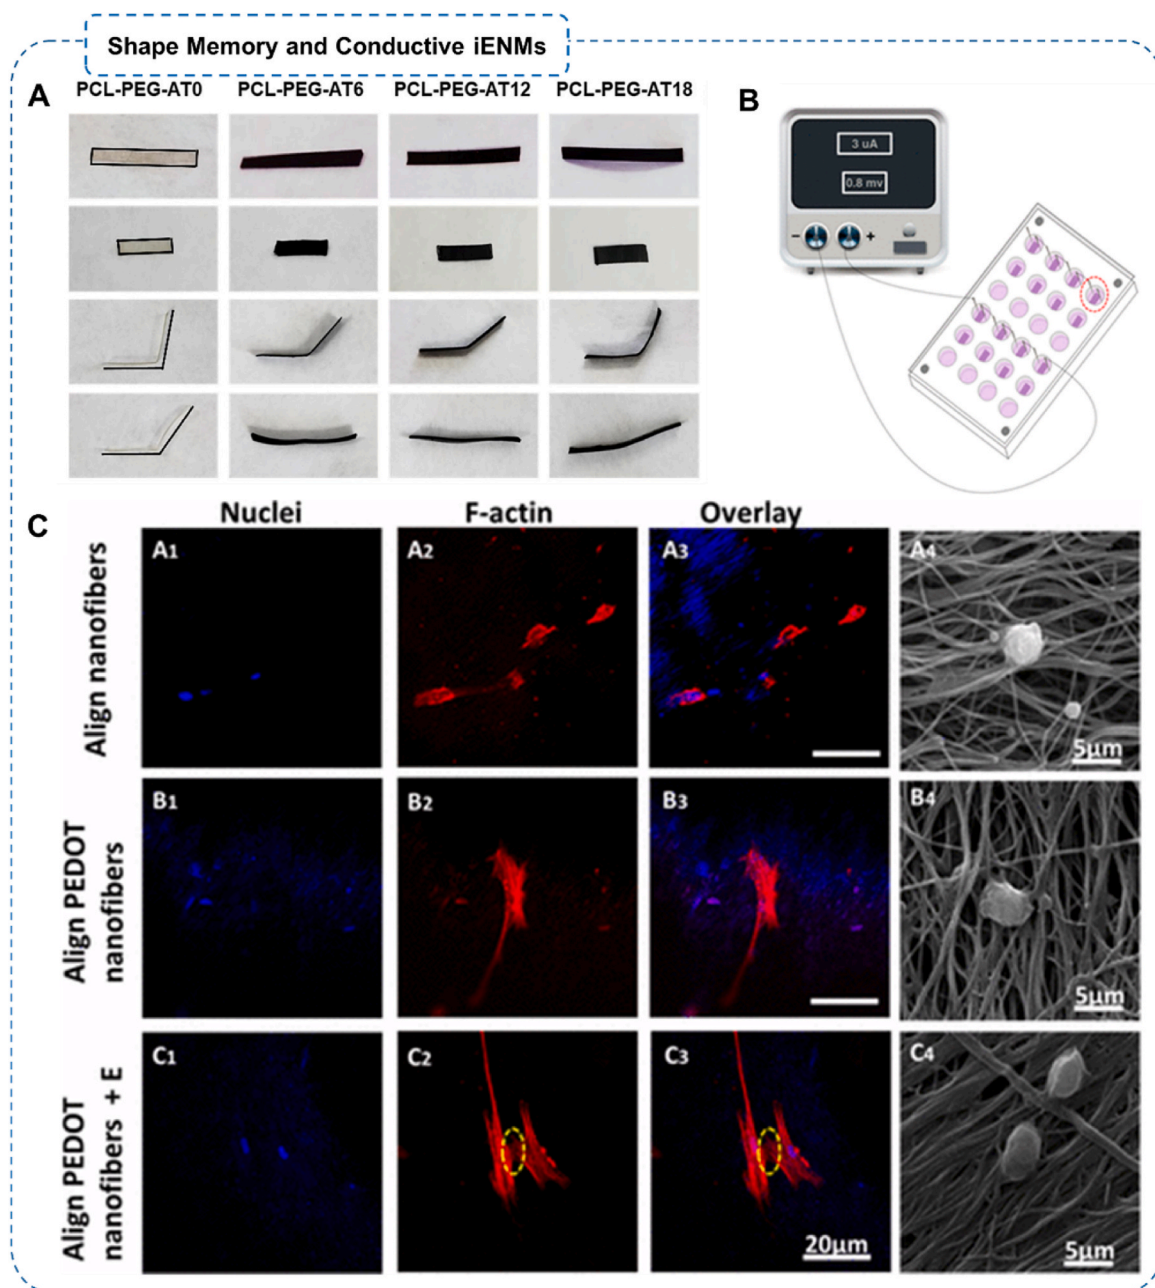 Shape Memory and Conductive iENMs
A
PCL-PEG-AT0 PCL-PEG-AT6 PCL-PEG-AT12 PCL-PEG-AT18
B
3 uA
0.8 mv
− +
C
Nuclei F-actin Overlay
Align nanofibers
A1 A2 A3 A4
5μm
Align PEDOT
nanofibers
B1 B2 B3 B4
5μm
Align PEDOT
nanofibers + E
C1 C2 C3 C4
20μm 5μm